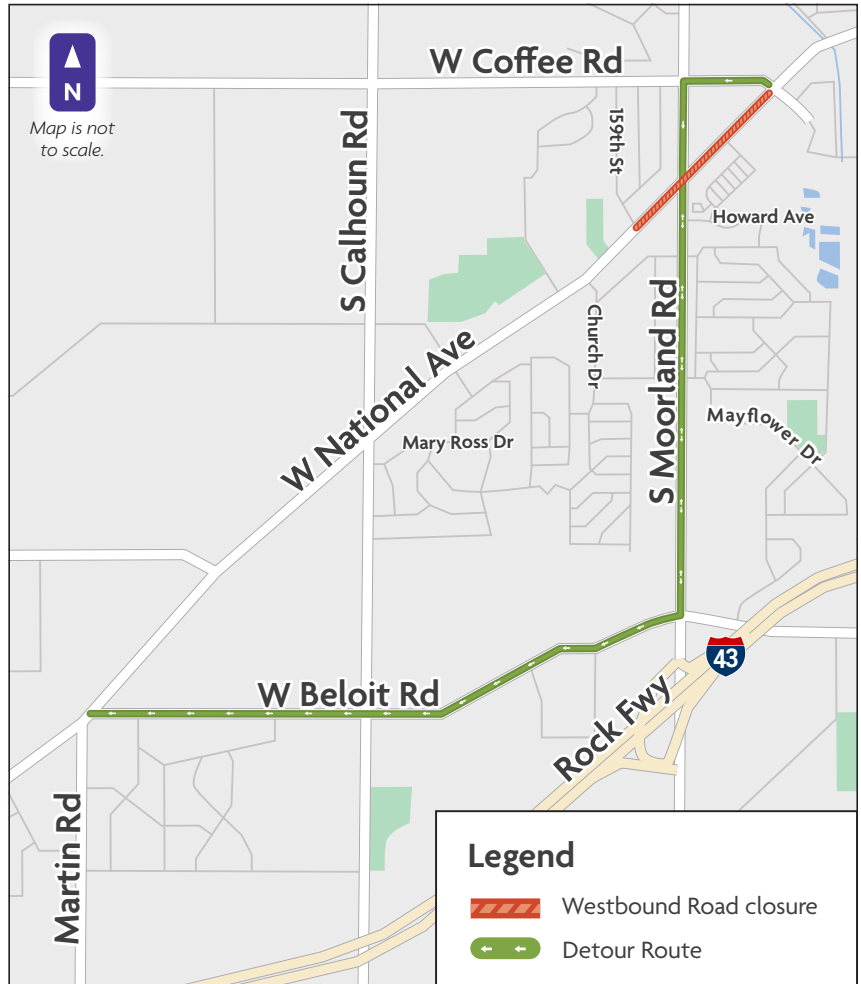 N
Map is not
to scale.
W Coffee Rd
S Calhoun Rd
159th St
Howard Ave
S Moorland Rd
Church Dr
W National Ave
Mayflower Dr
Mary Ross Dr
43
W Beloit Rd
Rock Fwy
Martin Rd
Legend
Westbound Road closure
Detour Route